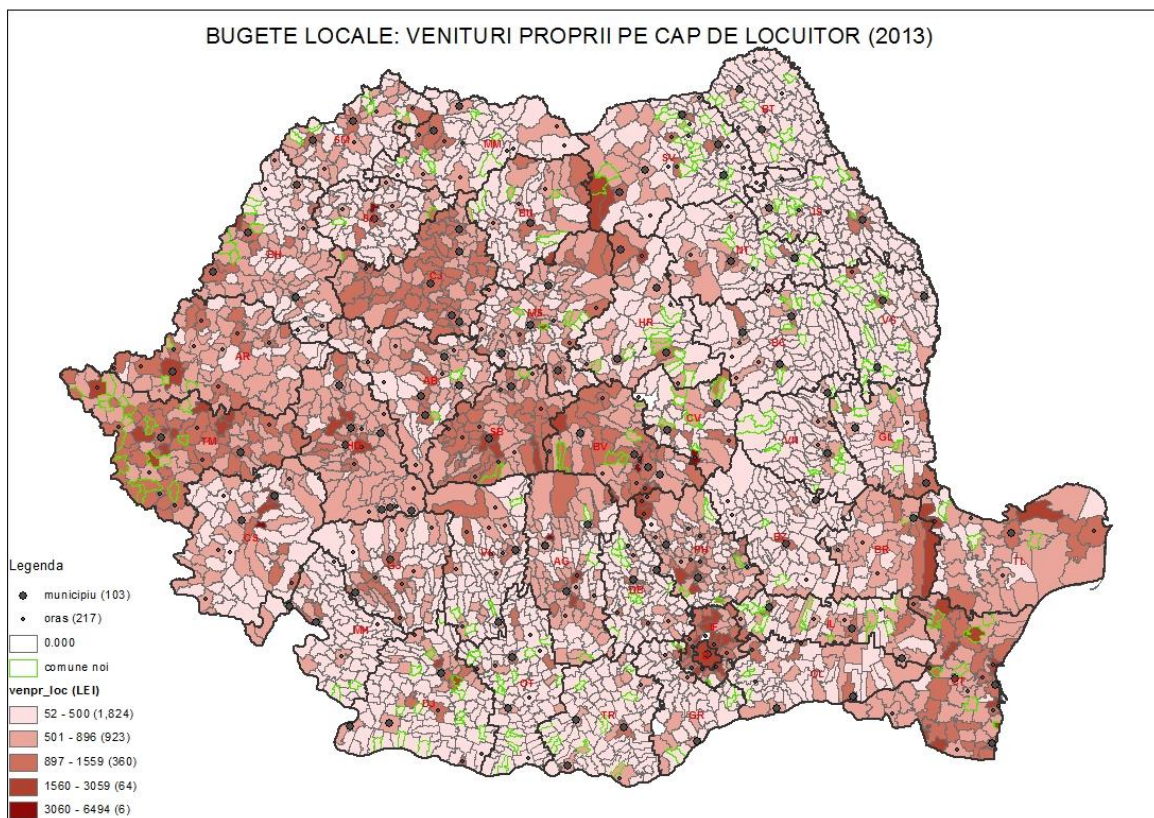 BUGETE LOCALE: VENITURI PROPRII PE CAP DE LOCUITOR (2013)
BT
SM
MM
SV
SJ
BN
IS
BH
CJ
NT
MS
HR
VS
BC
AR
AB
CV
TM
HD
SB
BV
VN
GL
CS
GJ
VL
AG
PH
BZ
BR
TL
DB
MH
IF
B
IL
OT
CL
CT
DJ
TR
GR
Legenda
municipiu (103)
oras (217)
0.000
comune noi
venpr_loc (LEI)
52 - 500 (1,824)
501 - 896 (923)
897 - 1559 (360)
1560 - 3059 (64)
3060 - 6494 (6)